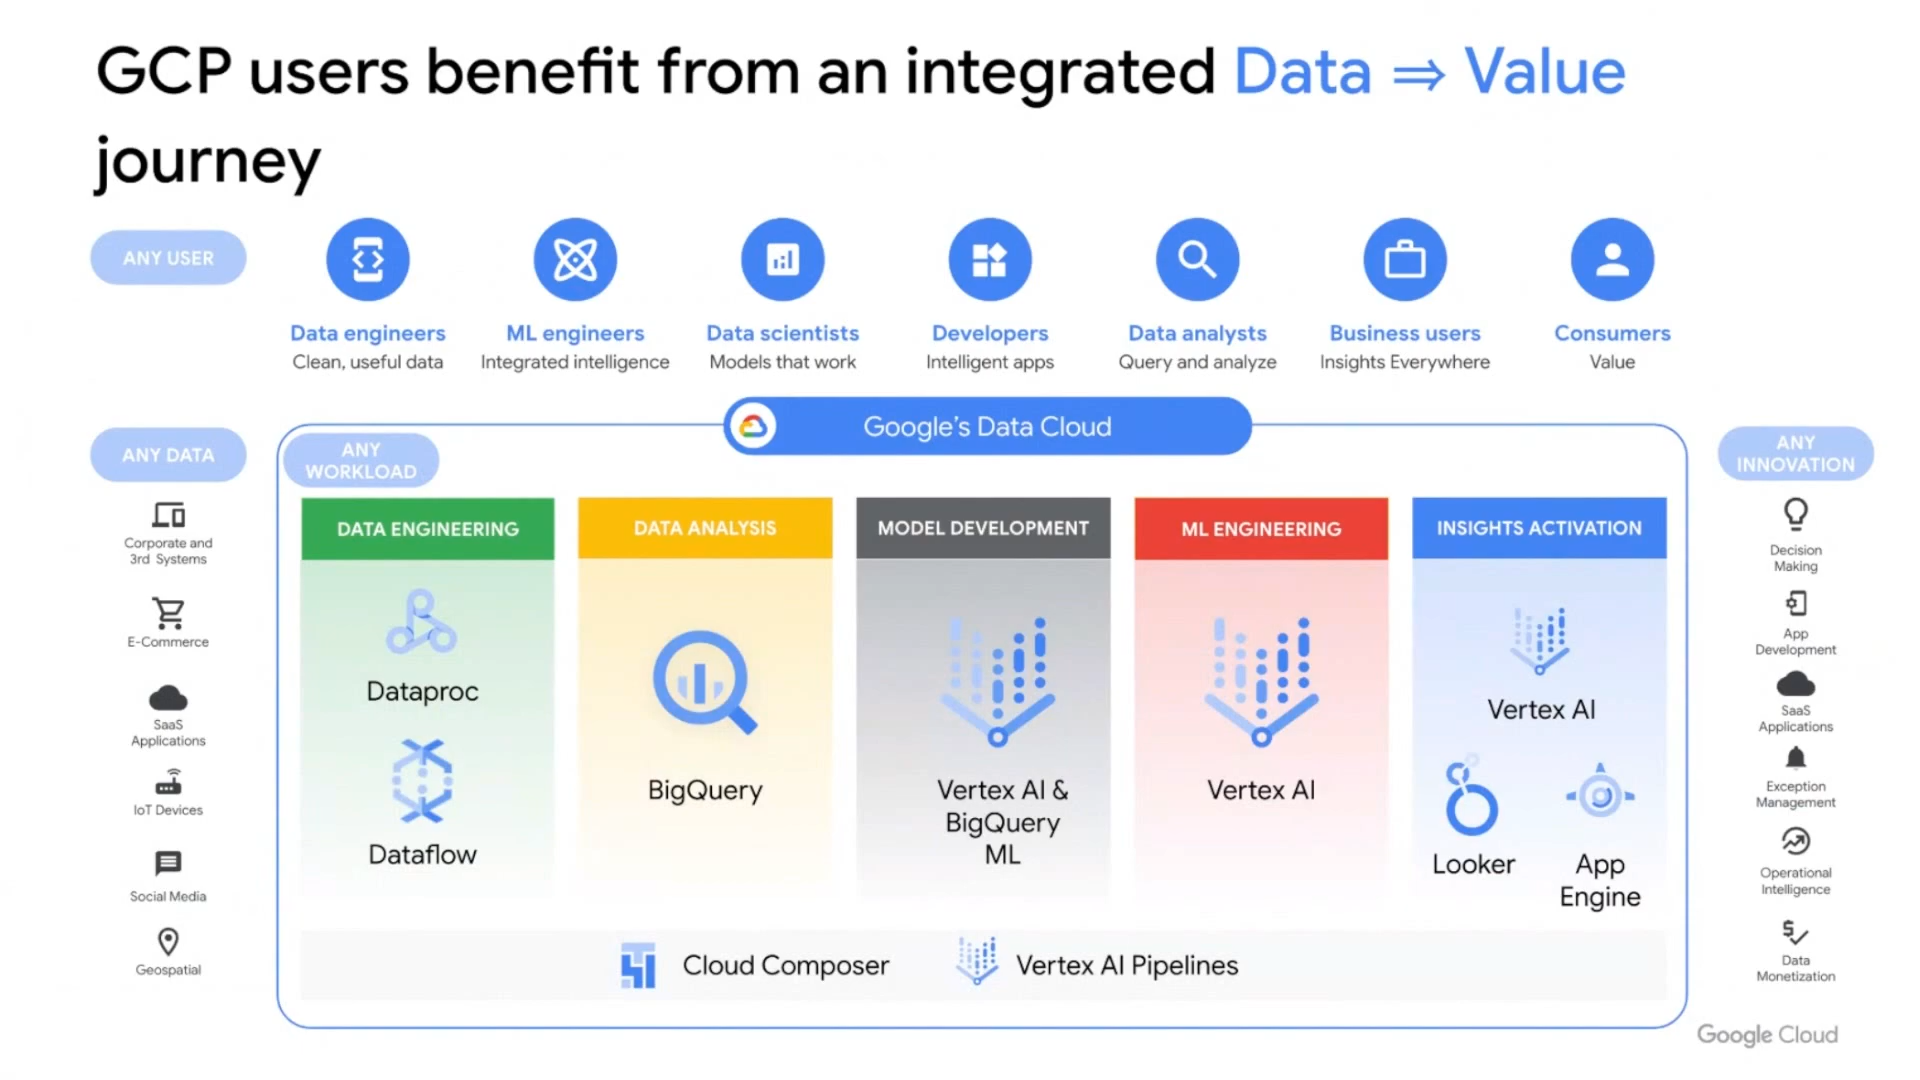 GCP users benefit from an integrated Data ⇒ Value
journey
ANY USER
Data engineers
Clean, useful data
ML engineers
Integrated intelligence
Data scientists
Models that work
Developers
Intelligent apps
Data analysts
Query and analyze
Business users
Insights Everywhere
Consumers
Value
ANY DATA
Corporate and
3rd Systems
E-Commerce
SaaS
Applications
IoT Devices
Social Media
Geospatial
Google's Data Cloud
ANY
WORKLOAD
DATA ENGINEERING
Dataproc
Dataflow
DATA ANALYSIS
BigQuery
MODEL DEVELOPMENT
Vertex AI &
BigQuery
ML
ML ENGINEERING
Vertex AI
INSIGHTS ACTIVATION
Vertex AI
Looker
App
Engine
Cloud Composer
Vertex AI Pipelines
ANY
INNOVATION
Decision
Making
App
Development
SaaS
Applications
Exception
Management
Operational
Intelligence
Data
Monetization
Google Cloud